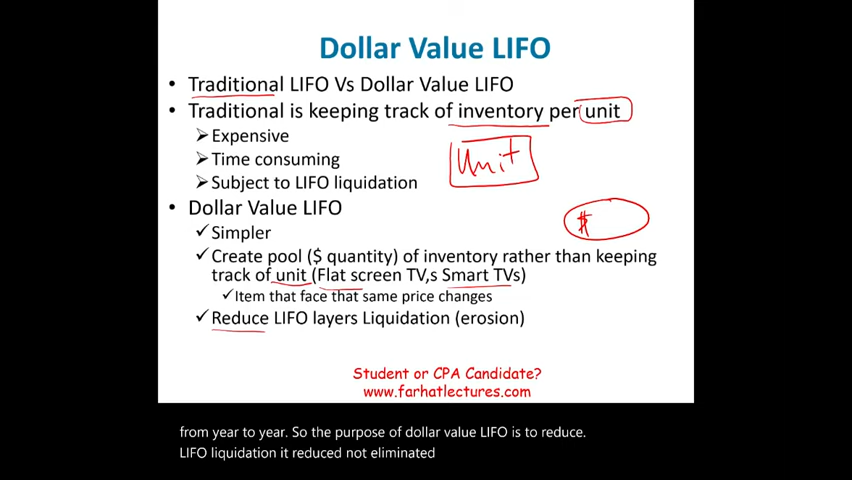 Dollar Value LIFO
• Traditional LIFO Vs Dollar Value LIFO
• Traditional is keeping track of inventory per unit
➢Expensive
➢Time consuming
➢Subject to LIFO liquidation
Unit
• Dollar Value LIFO
$
✓Simpler
✓Create pool ($ quantity) of inventory rather than keeping
track of unit (Flat screen TV,s Smart TVs)
✓Item that face that same price changes
✓Reduce LIFO layers Liquidation (erosion)
Student or CPA Candidate?
www.farhatlectures.com
from year to year. So the purpose of dollar value LIFO is to reduce.
LIFO liquidation it reduced not eliminated